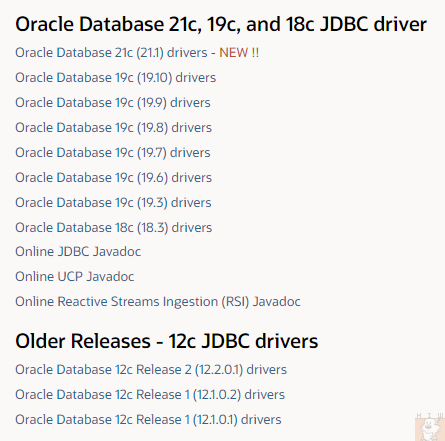 Oracle Database 21c, 19c, and 18c JDBC driver
Oracle Database 21c (21.1) drivers - NEW !!
Oracle Database 19c (19.10) drivers
Oracle Database 19c (19.9) drivers
Oracle Database 19c (19.8) drivers
Oracle Database 19c (19.7) drivers
Oracle Database 19c (19.6) drivers
Oracle Database 19c (19.3) drivers
Oracle Database 18c (18.3) drivers
Online JDBC Javadoc
Online UCP Javadoc
Online Reactive Streams Ingestion (RSI) Javadoc
Older Releases - 12c JDBC drivers
Oracle Database 12c Release 2 (12.2.0.1) drivers
Oracle Database 12c Release 1 (12.1.0.2) drivers
Oracle Database 12c Release 1 (12.1.0.1) drivers